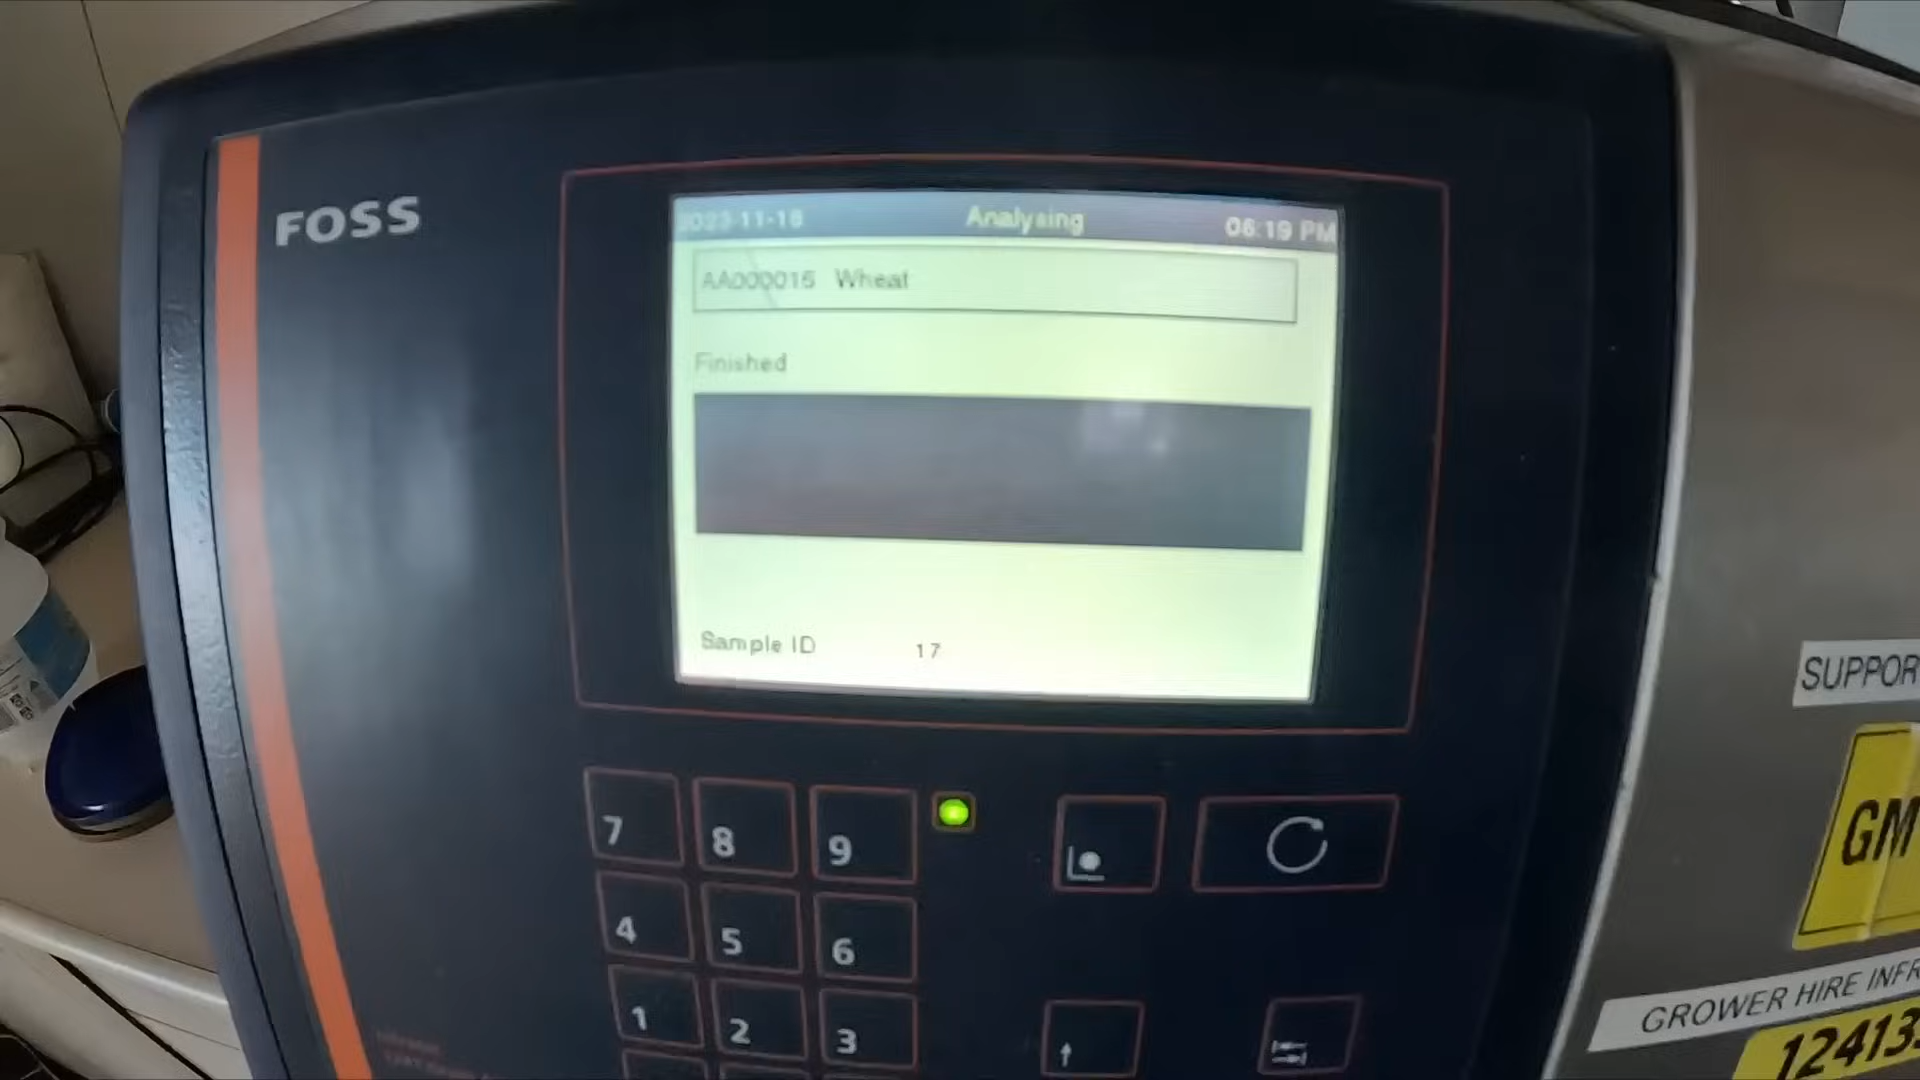 FOSS
2023-11-18 Analysing 06:19 PM
AA000015 Wheat
Finished
Sample ID 17
7 8 9
4 5 6
1 2 3
SUPPOR
GM
GROWER HIRE INFR
124133